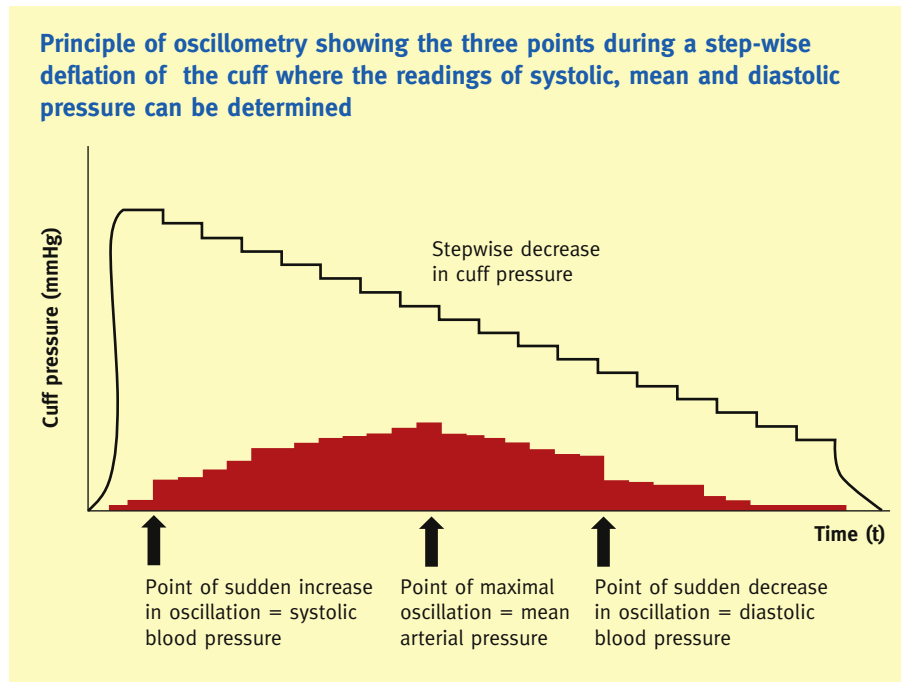 Principle of oscillometry showing the three points during a step-wise
deflation of the cuff where the readings of systolic, mean and diastolic
pressure can be determined
Cuff pressure (mmHg)
Stepwise decrease
in cuff pressure
Time (t)
Point of sudden increase
in oscillation = systolic
blood pressure
Point of maximal
oscillation = mean
arterial pressure
Point of sudden decrease
in oscillation = diastolic
blood pressure